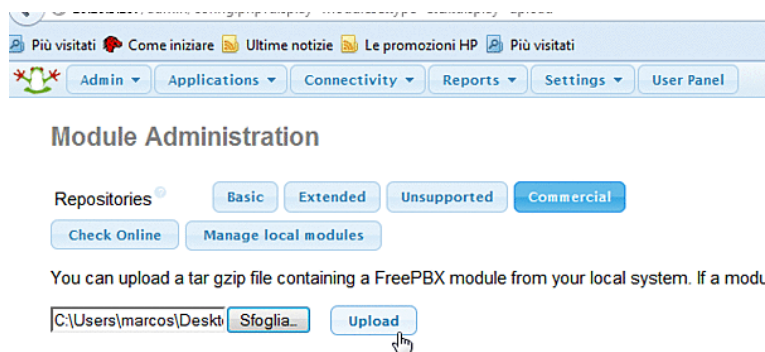 Più visitati Come iniziare Ultime notizie Le promozioni HP Più visitati
Admin Applications Connectivity Reports Settings User Panel
Module Administration
Repositories Basic Extended Unsupported Commercial
Check Online Manage local modules
You can upload a tar gzip file containing a FreePBX module from your local system. If a modu
C:\Users\marcos\Deskt Sfoglia... Upload